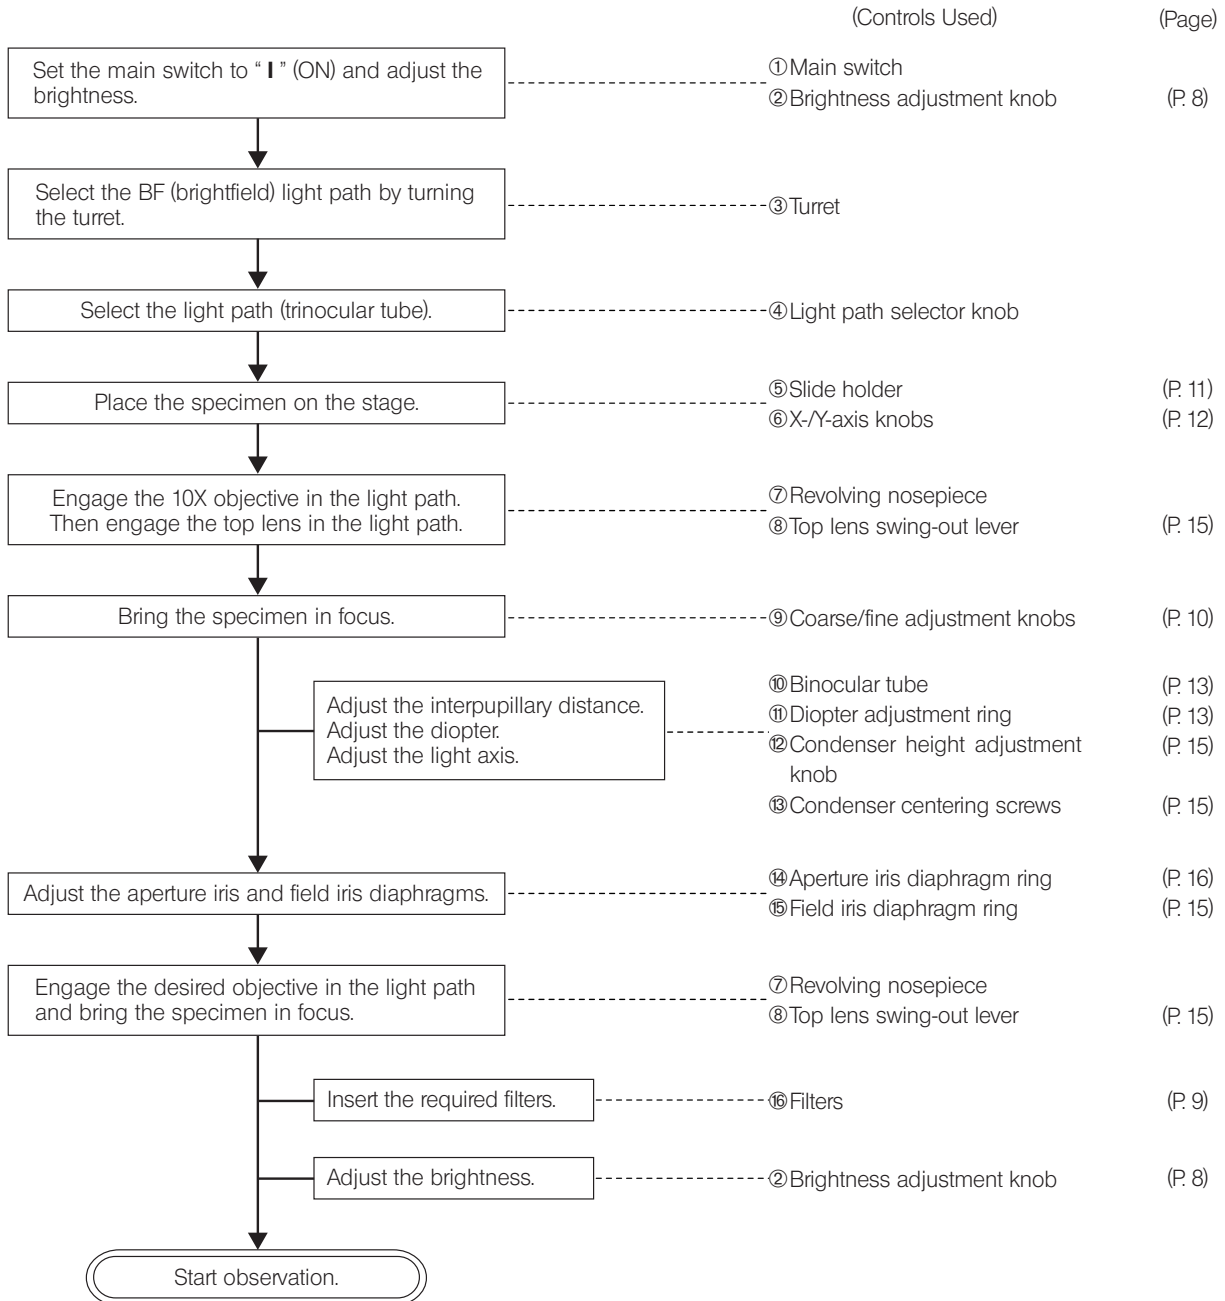 (Controls Used) (Page)
Set the main switch to “ I ” (ON) and adjust the
brightness.
①Main switch
②Brightness adjustment knob (P. 8)
Select the BF (brightfield) light path by turning
the turret.
③Turret
Select the light path (trinocular tube).
④Light path selector knob
Place the specimen on the stage.
⑤Slide holder (P. 11)
⑥X-/Y-axis knobs (P. 12)
Engage the 10X objective in the light path.
Then engage the top lens in the light path.
⑦Revolving nosepiece
⑧Top lens swing-out lever (P. 15)
Bring the specimen in focus.
⑨Coarse/fine adjustment knobs (P. 10)
Adjust the interpupillary distance.
Adjust the diopter.
Adjust the light axis.
⑩Binocular tube (P. 13)
⑪Diopter adjustment ring (P. 13)
⑫Condenser height adjustment (P. 15)
knob
⑬Condenser centering screws (P. 15)
Adjust the aperture iris and field iris diaphragms.
⑭Aperture iris diaphragm ring (P. 16)
⑮Field iris diaphragm ring (P. 15)
Engage the desired objective in the light path
and bring the specimen in focus.
⑦Revolving nosepiece
⑧Top lens swing-out lever (P. 15)
Insert the required filters.
⑯Filters (P. 9)
Adjust the brightness.
②Brightness adjustment knob (P. 8)
Start observation.